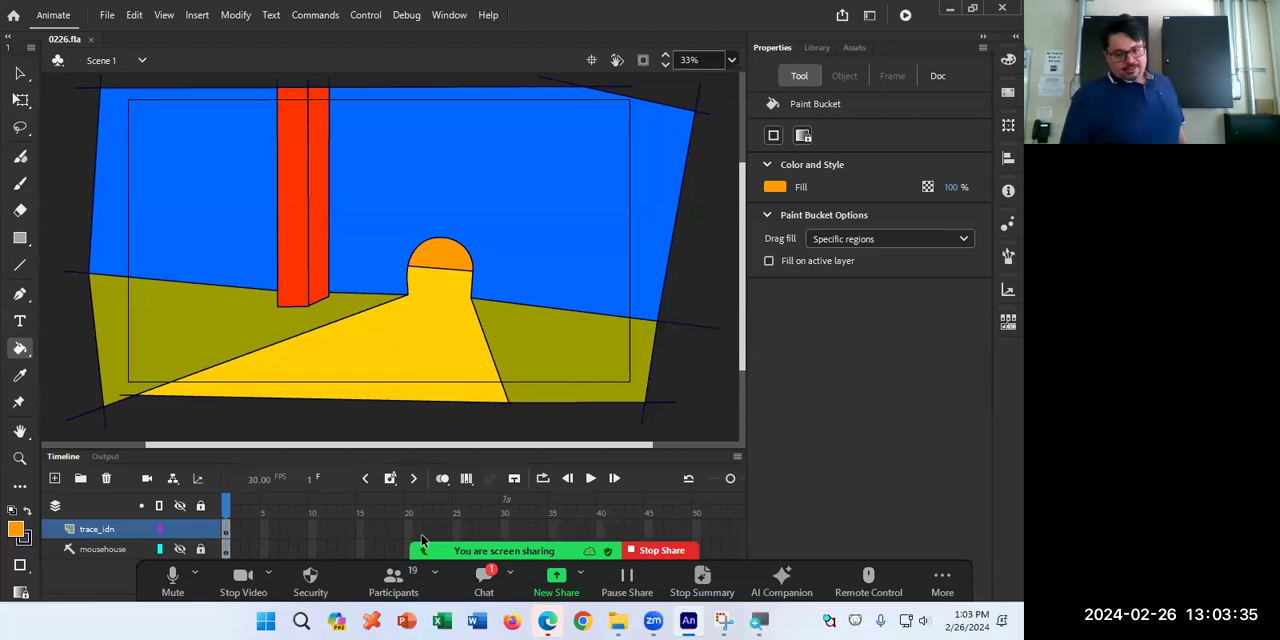 Animate File Edit View Insert Modify Text Commands Control Debug Window Help
0226.fla ×
1 Scene 1 33%
Properties Library Assets
Tool Object Frame Doc
Paint Bucket
Color and Style
Fill 100 %
Paint Bucket Options
Drag fill Specific regions
Fill on active layer
T
Timeline Output
30.00 FPS 1 F
1s
5 10 15 20 25 30 35 40 45 50
trace_idn
mousehouse
You are screen sharing Stop Share
19 1
Mute Stop Video Security Participants Chat New Share Pause Share Stop Summary AI Companion Remote Control More
1:03 PM
2/26/2024
2024-02-26 13:03:35